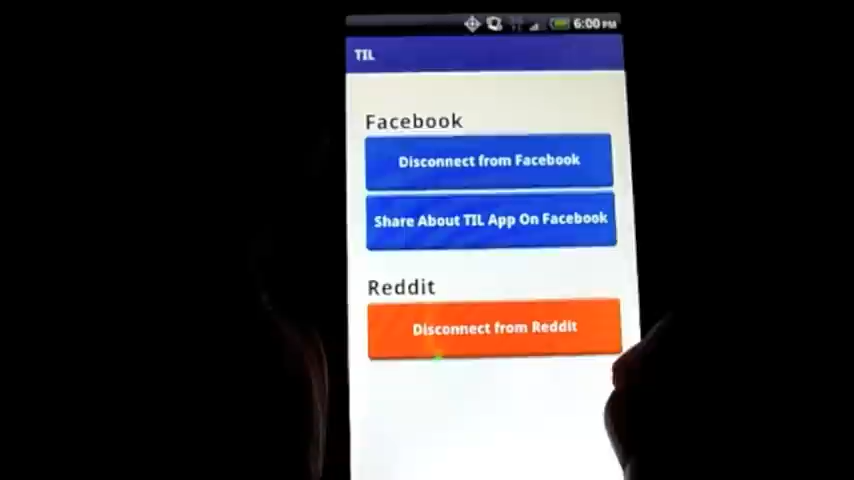 6:00 PM
TIL
Facebook
Disconnect from Facebook
Share About TIL App On Facebook
Reddit
Disconnect from Reddit